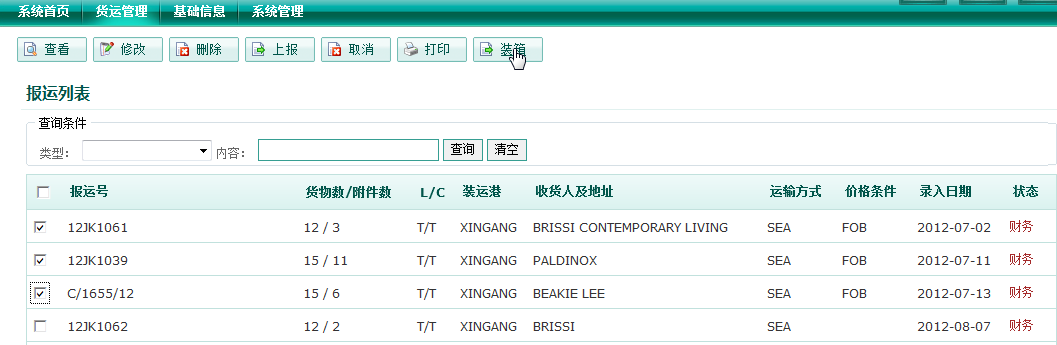 系统首页 货运管理 基础信息 系统管理
查看 修改 删除 上报 取消 打印 装箱
报运列表
查询条件
类型： 内容： 查询 清空
报运号 货物数/附件数 L/C 装运港 收货人及地址 运输方式 价格条件 录入日期 状态
12JK1061 12 / 3 T/T XINGANG BRISSI CONTEMPORARY LIVING SEA FOB 2012-07-02 财务
12JK1039 15 / 11 T/T XINGANG PALDINOX SEA FOB 2012-07-11 财务
C/1655/12 15 / 6 T/T XINGANG BEAKIE LEE SEA FOB 2012-07-13 财务
12JK1062 12 / 2 T/T XINGANG BRISSI SEA 2012-08-07 财务